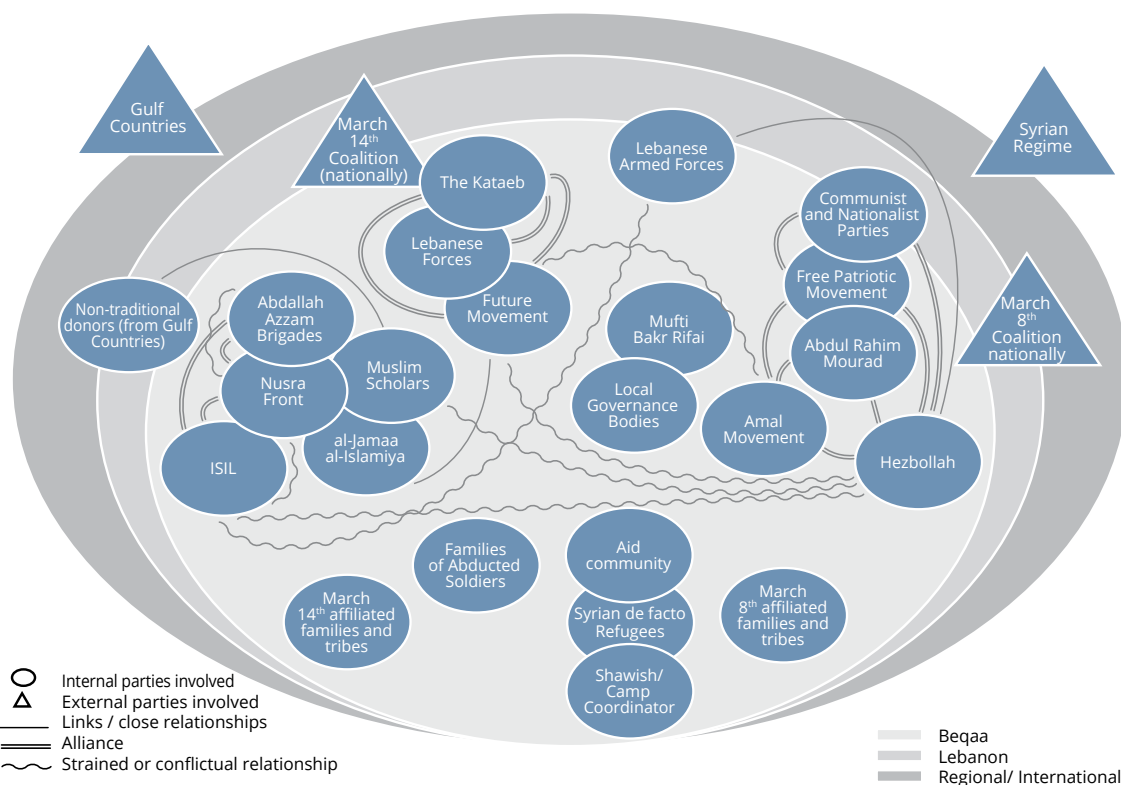 Gulf
Countries
March
14th
Coalition
(nationally)
The Kataeb
Lebanese
Armed Forces
Syrian
Regime
Communist
and Nationalist
Parties
Lebanese
Forces
Free Patriotic
Movement
Future
Movement
March
8th
Coalition
nationally
Non-traditional
donors (from Gulf
Countries)
Abdallah
Azzam
Brigades
Mufti
Bakr Rifai
Abdul Rahim
Mourad
Muslim
Scholars
Nusra
Front
Local
Governance
Bodies
Amal
Movement
al-Jamaa
al-Islamiya
ISIL
Hezbollah
Families
of Abducted
Soldiers
Aid
community
March
14th affiliated
families and
tribes
Syrian de facto
Refugees
March
8th affiliated
families and
tribes
Shawish/
Camp
Coordinator
Internal parties involved
External parties involved
Links / close relationships
Alliance
Strained or conflictual relationship
Beqaa
Lebanon
Regional/ International